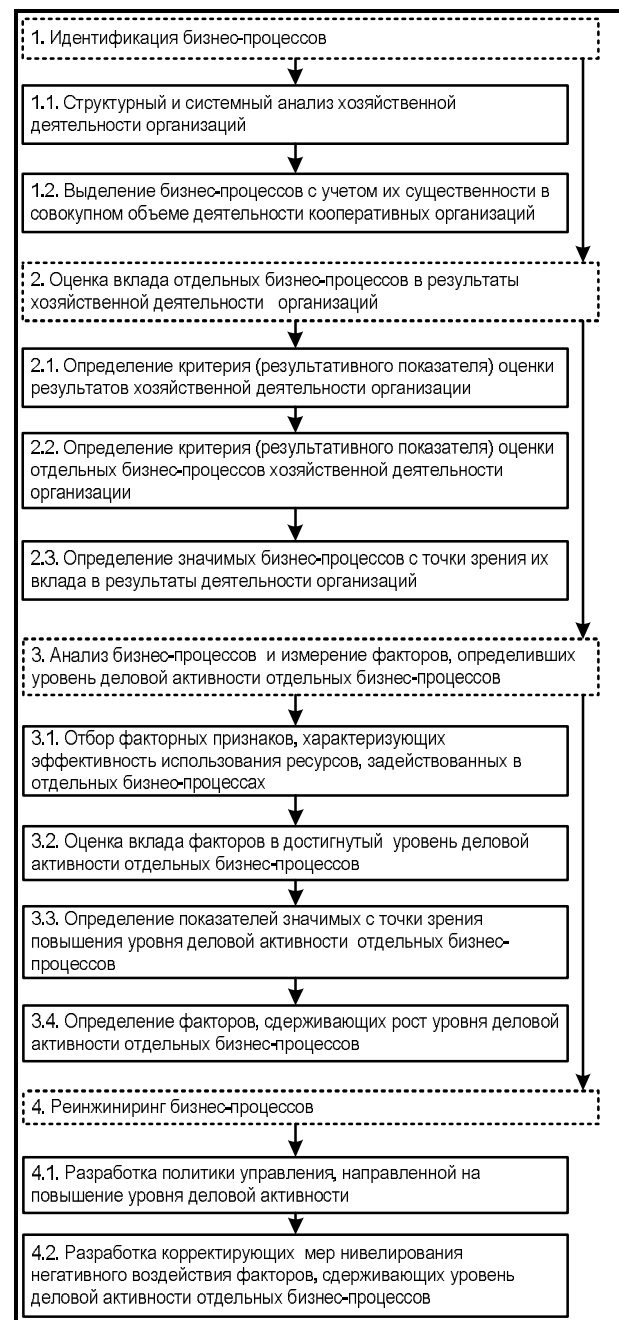 1. Идентификация бизнес-процессов
1.1. Структурный и системный анализ хозяйственной
деятельности организаций
1.2. Выделение бизнес-процессов с учетом их существенности в
совокупном объеме деятельности кооперативных организаций
2. Оценка вклада отдельных бизнес-процессов в результаты
хозяйственной деятельности организаций
2.1. Определение критерия (результативного показателя) оценки
результатов хозяйственной деятельности организации
2.2. Определение критерия (результативного показателя) оценки
отдельных бизнес-процессов хозяйственной деятельности
организации
2.3. Определение значимых бизнес-процессов с точки зрения их
вклада в результаты деятельности организаций
3. Анализ бизнес-процессов и измерение факторов, определивших
уровень деловой активности отдельных бизнес-процессов
3.1. Отбор факторных признаков, характеризующих
эффективность использования ресурсов, задействованных в
отдельных бизнес-процессах
3.2. Оценка вклада факторов в достигнутый уровень деловой
активности отдельных бизнес-процессов
3.3. Определение показателей значимых с точки зрения
повышения уровня деловой активности отдельных бизнес-
процессов
3.4. Определение факторов, сдерживающих рост уровня деловой
активности отдельных бизнес-процессов
4. Реинжиниринг бизнес-процессов
4.1. Разработка политики управления, направленной на
повышение уровня деловой активности
4.2. Разработка корректирующих мер нивелирования
негативного воздействия факторов, сдерживающих уровень
деловой активности отдельных бизнес-процессов